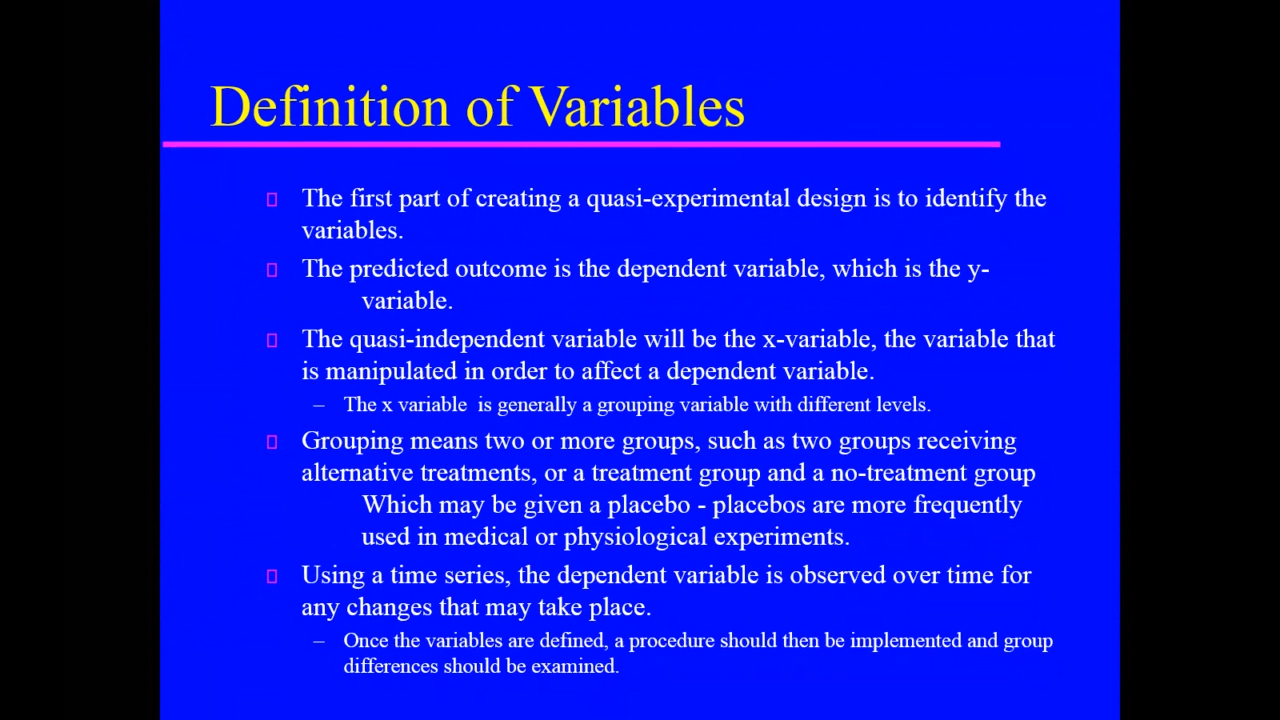 Definition of Variables
The first part of creating a quasi-experimental design is to identify the
variables.
The predicted outcome is the dependent variable, which is the y-
variable.
The quasi-independent variable will be the x-variable, the variable that
is manipulated in order to affect a dependent variable.
– The x variable  is generally a grouping variable with different levels.
Grouping means two or more groups, such as two groups receiving
alternative treatments, or a treatment group and a no-treatment group
Which may be given a placebo - placebos are more frequently
used in medical or physiological experiments.
Using a time series, the dependent variable is observed over time for
any changes that may take place.
– Once the variables are defined, a procedure should then be implemented and group
differences should be examined.